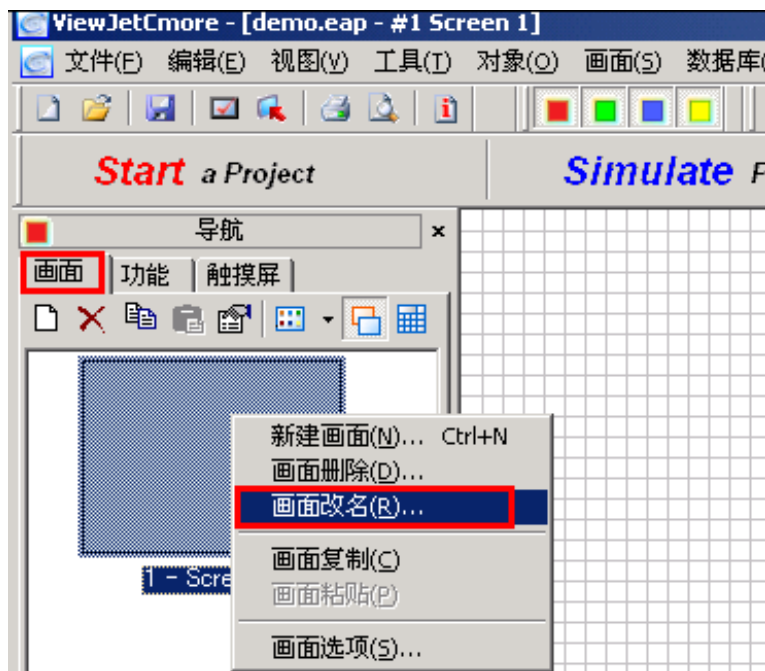 ViewJetCmore - [demo.eap - #1 Screen 1]
文件(F) 编辑(E) 视图(V) 工具(T) 对象(O) 画面(S) 数据库(
Start a Project Simulate P
导航
画面 功能 触摸屏
新建画面(N)... Ctrl+N
画面删除(D)...
画面改名(R)...
1 - Scre
画面复制(C)
画面粘贴(P)
画面选项(S)...